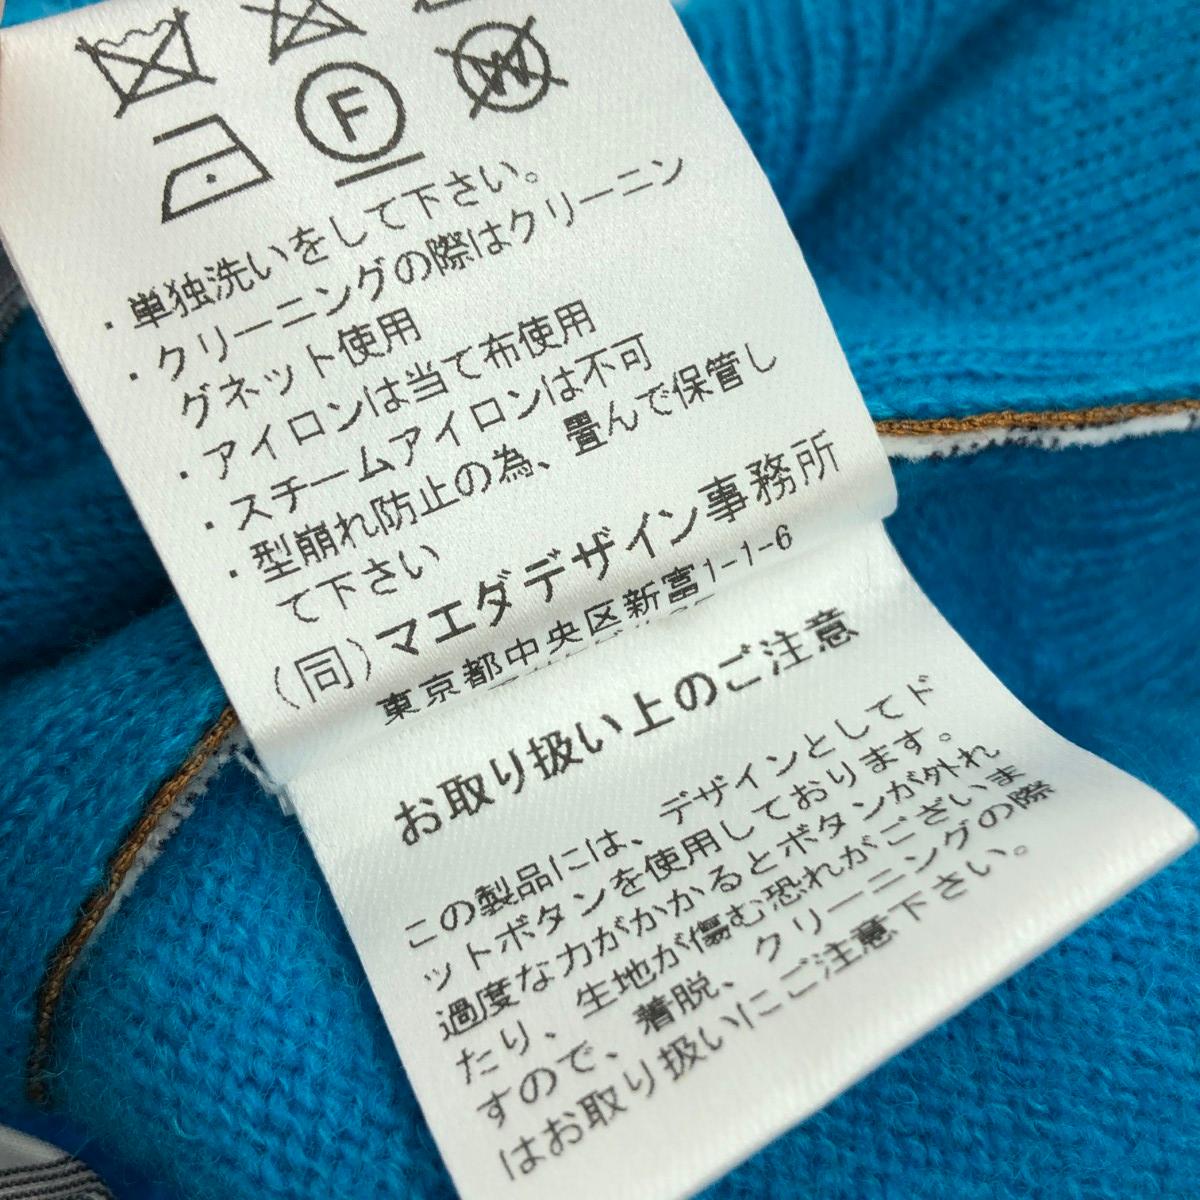 F
W
・単独洗いをして下さい。
・クリーニングの際はクリーニン
グネット使用
・アイロンは当て布使用
・スチームアイロンは不可
・型崩れ防止の為、畳んで保管し
て下さい
(同)マエダデザイン事務所
東京都中央区新富1-1-6
お取り扱い上のご注意
この製品には、デザインとしてド
ットボタンを使用しております。
過度な力がかかるとボタンが外れ
たり、生地が傷む恐れがございま
すので、着脱、クリーニングの際
はお取り扱いにご注意下さい。